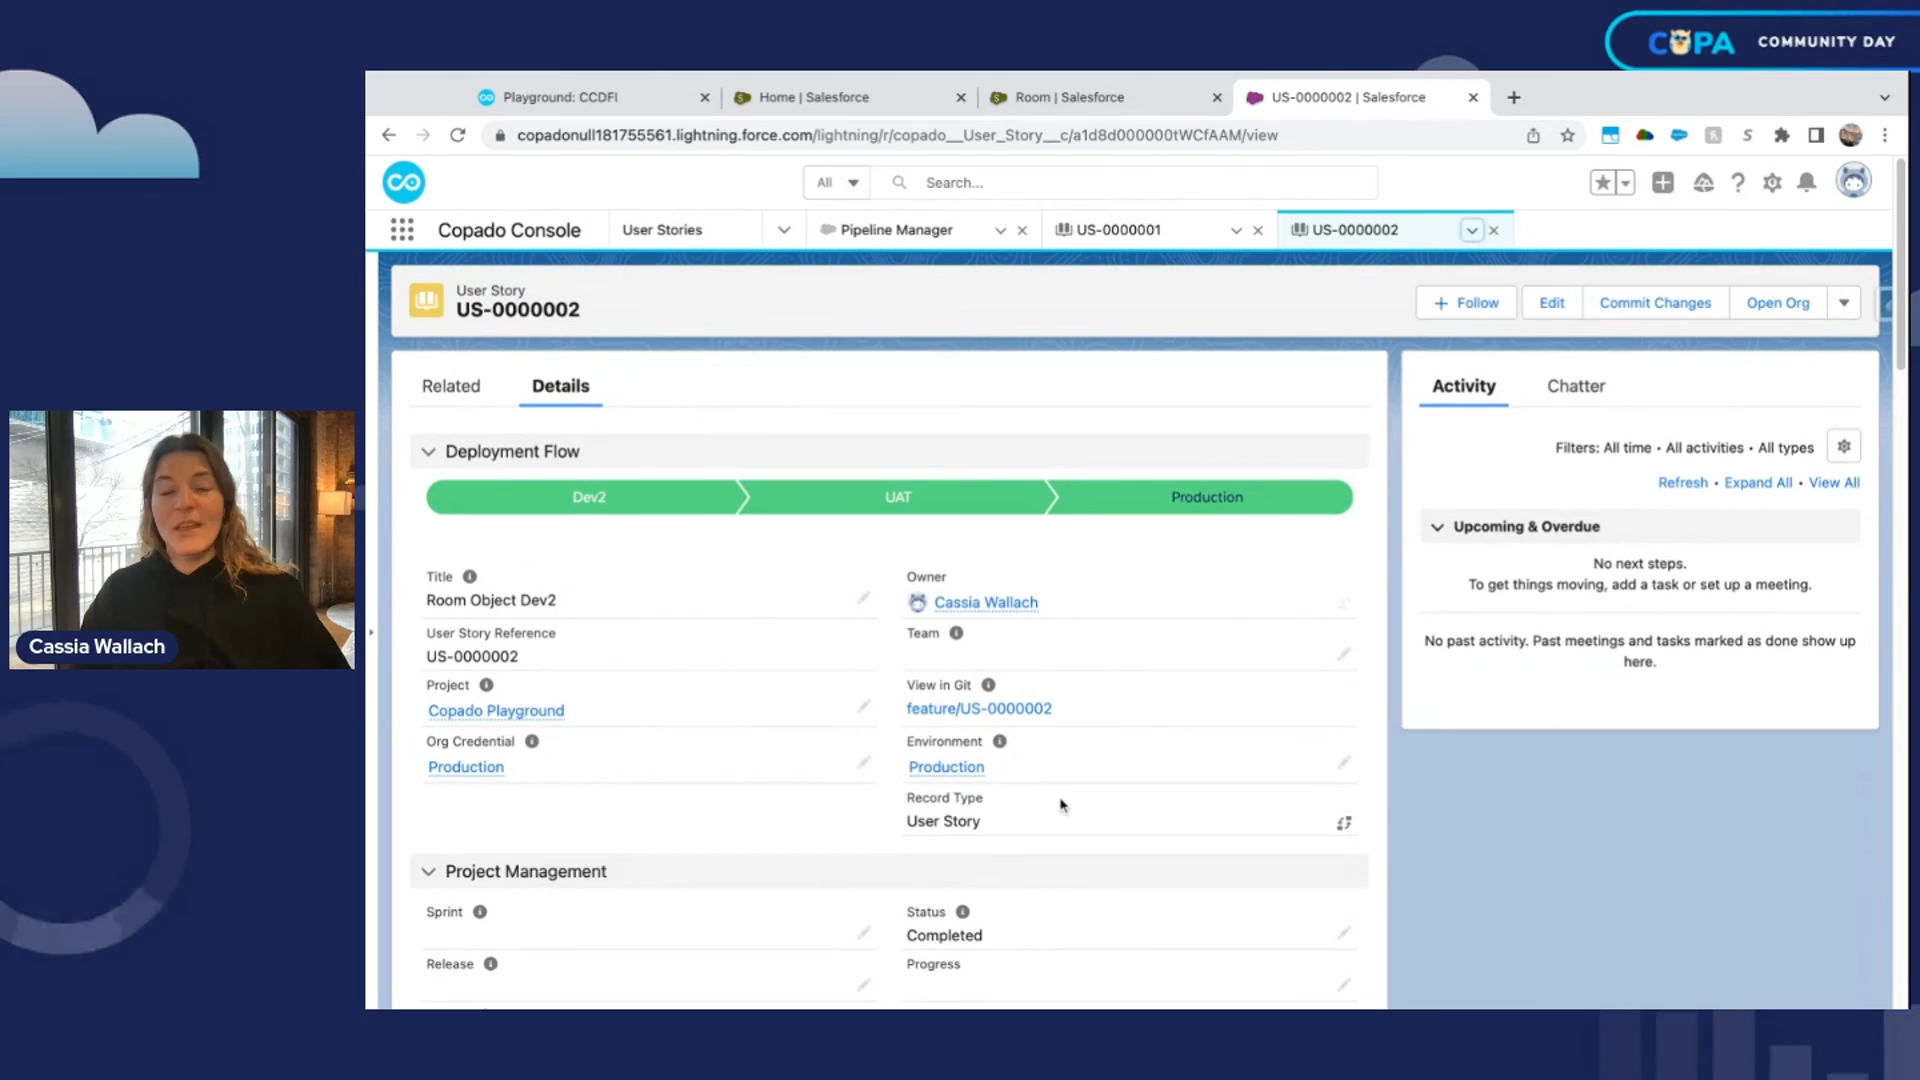 COPA COMMUNITY DAY
Playground: CCDFI
Home | Salesforce
Room | Salesforce
US-0000002 | Salesforce
copadonull181755561.lightning.force.com/lightning/r/copado__User_Story__c/a1d8d000000tWCfAAM/view
All
Search...
Copado Console
User Stories
Pipeline Manager
US-0000001
US-0000002
User Story
US-0000002
Follow
Edit
Commit Changes
Open Org
Related
Details
Activity
Chatter
Deployment Flow
Filters: All time • All activities • All types
Refresh • Expand All • View All
Dev2
UAT
Production
Upcoming & Overdue
No next steps.
To get things moving, add a task or set up a meeting.
No past activity. Past meetings and tasks marked as done show up
here.
Title
Room Object Dev2
Owner
Cassia Wallach
User Story Reference
US-0000002
Team
Project
Copado Playground
View in Git
feature/US-0000002
Org Credential
Production
Environment
Production
Record Type
User Story
Project Management
Sprint
Status
Completed
Release
Progress
Cassia Wallach